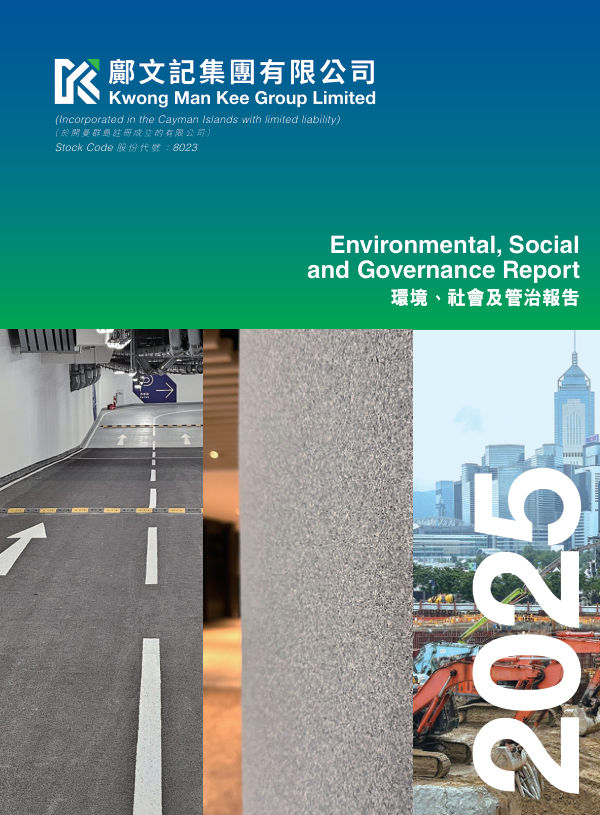 鄺文記集團有限公司
Kwong Man Kee Group Limited
(Incorporated in the Cayman Islands with limited liability)
(於開曼群島註冊成立的有限公司)
Stock Code 股份代號：8023
Environmental, Social
and Governance Report
環境、社會及管治報告
2025